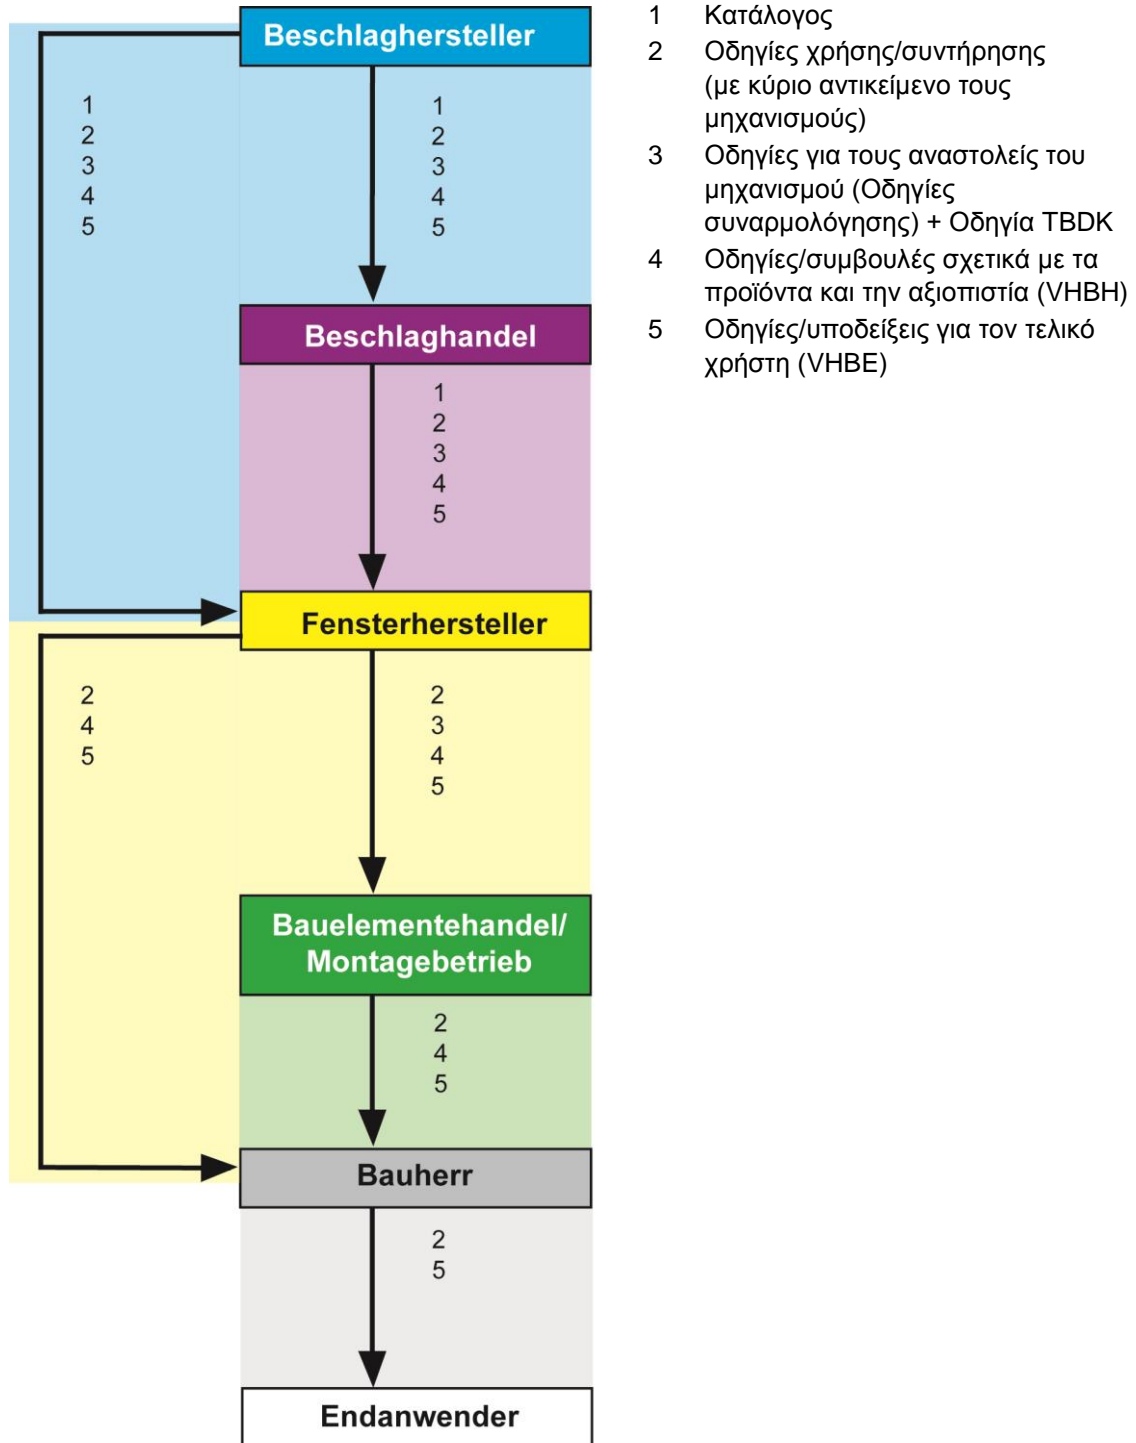 Beschlaghersteller
1
2
3
4
5
1
2
3
4
5
Beschlaghandel
1
2
3
4
5
Fensterhersteller
2
4
5
2
3
4
5
Bauelementehandel/
Montagebetrieb
2
4
5
Bauherr
2
5
Endanwender
1 Κατάλογος
2 Οδηγίες χρήσης/συντήρησης
(με κύριο αντικείμενο τους
μηχανισμούς)
3 Οδηγίες για τους αναστολείς του
μηχανισμού (Οδηγίες
συναρμολόγησης) + Οδηγία TBDK
4 Οδηγίες/συμβουλές σχετικά με τα
προϊόντα και την αξιοπιστία (VHBH)
5 Οδηγίες/υποδείξεις για τον τελικό
χρήστη (VHBE)